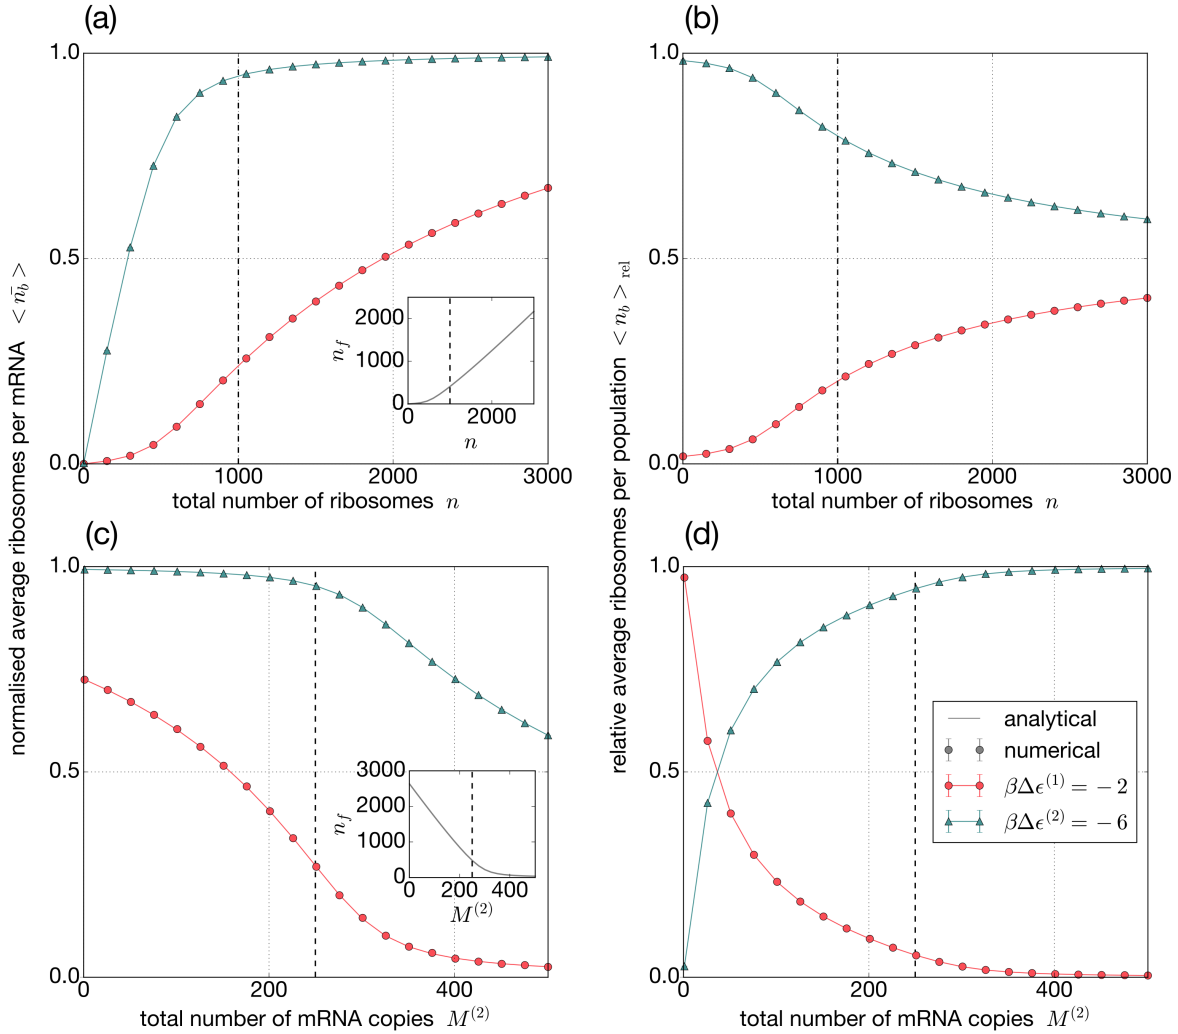 (a)
1.0
0.5
0.0
0 1000 2000 3000
total number of ribosomes n
n_f
2000
1000
0
0 2000
n
(b)
1.0
0.5
0.0
0 1000 2000 3000
total number of ribosomes n
normalised average ribosomes per mRNA < n̄_b >
relative average ribosomes per population < n_b >_rel
(c)
1.0
0.5
0.0
0 200 400
total number of mRNA copies M^(2)
n_f
3000
2000
1000
0
0 200 400
M^(2)
(d)
1.0
0.5
0.0
0 200 400
total number of mRNA copies M^(2)
analytical
numerical
βΔϵ^(1) = −2
βΔϵ^(2) = −6